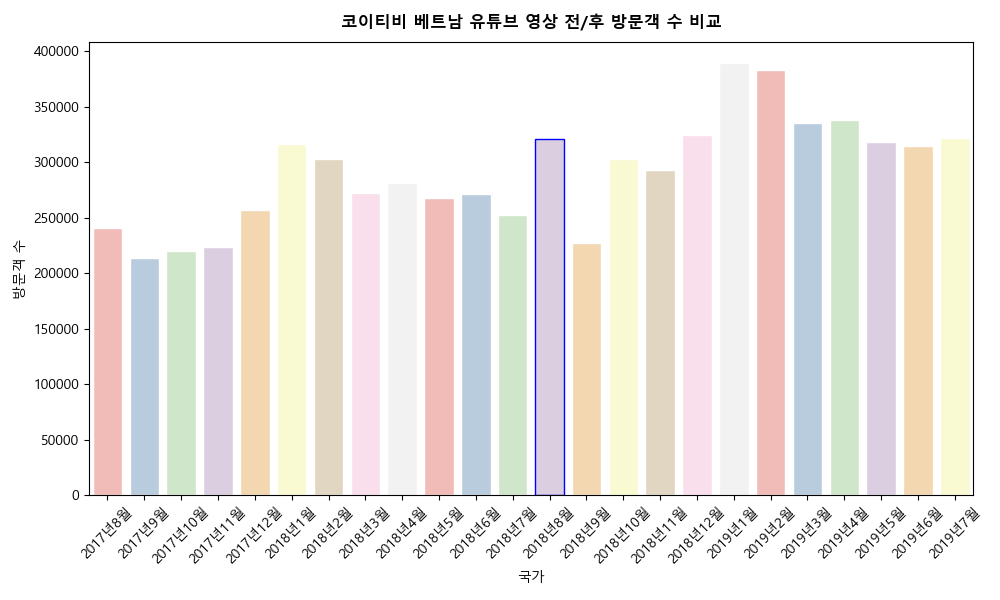 코이티비 베트남 유튜브 영상 전/후 방문객 수 비교
방문객 수
400000
350000
300000
250000
200000
150000
100000
50000
0
2017년8월
2017년9월
2017년10월
2017년11월
2017년12월
2018년1월
2018년2월
2018년3월
2018년4월
2018년5월
2018년6월
2018년7월
2018년8월
2018년9월
2018년10월
2018년11월
2018년12월
2019년1월
2019년2월
2019년3월
2019년4월
2019년5월
2019년6월
2019년7월
국가